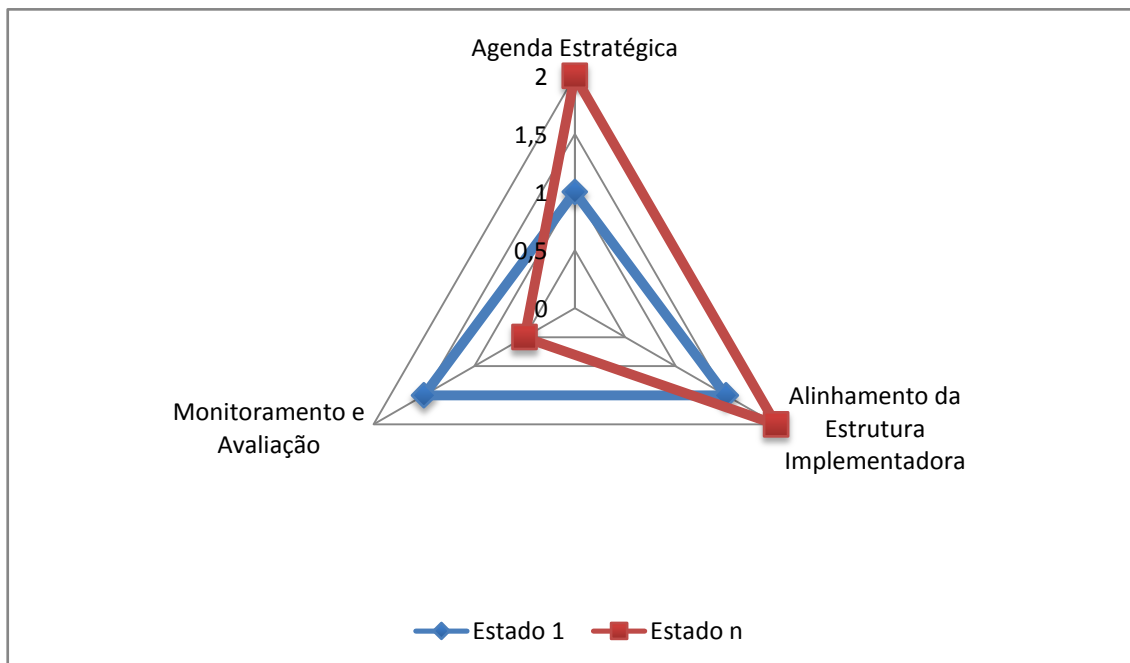 Agenda Estratégica
2
1,5
1
0,5
0
Monitoramento e
Avaliação
Alinhamento da
Estrutura
Implementadora
Estado 1
Estado n